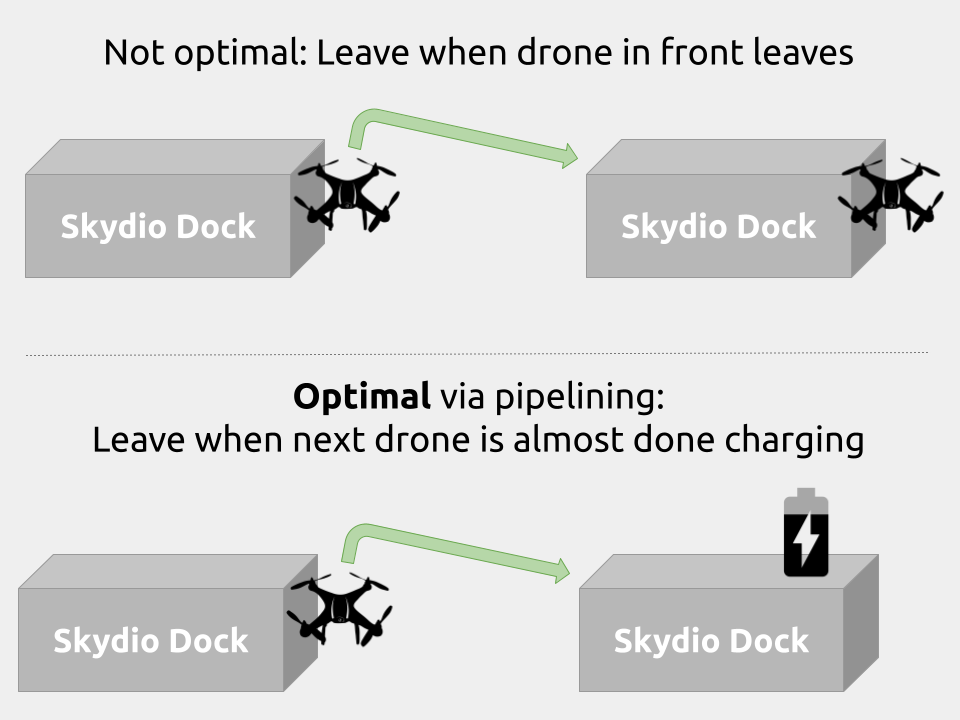 Not optimal: Leave when drone in front leaves
Skydio Dock
Skydio Dock
Optimal via pipelining:
Leave when next drone is almost done charging
Skydio Dock
Skydio Dock